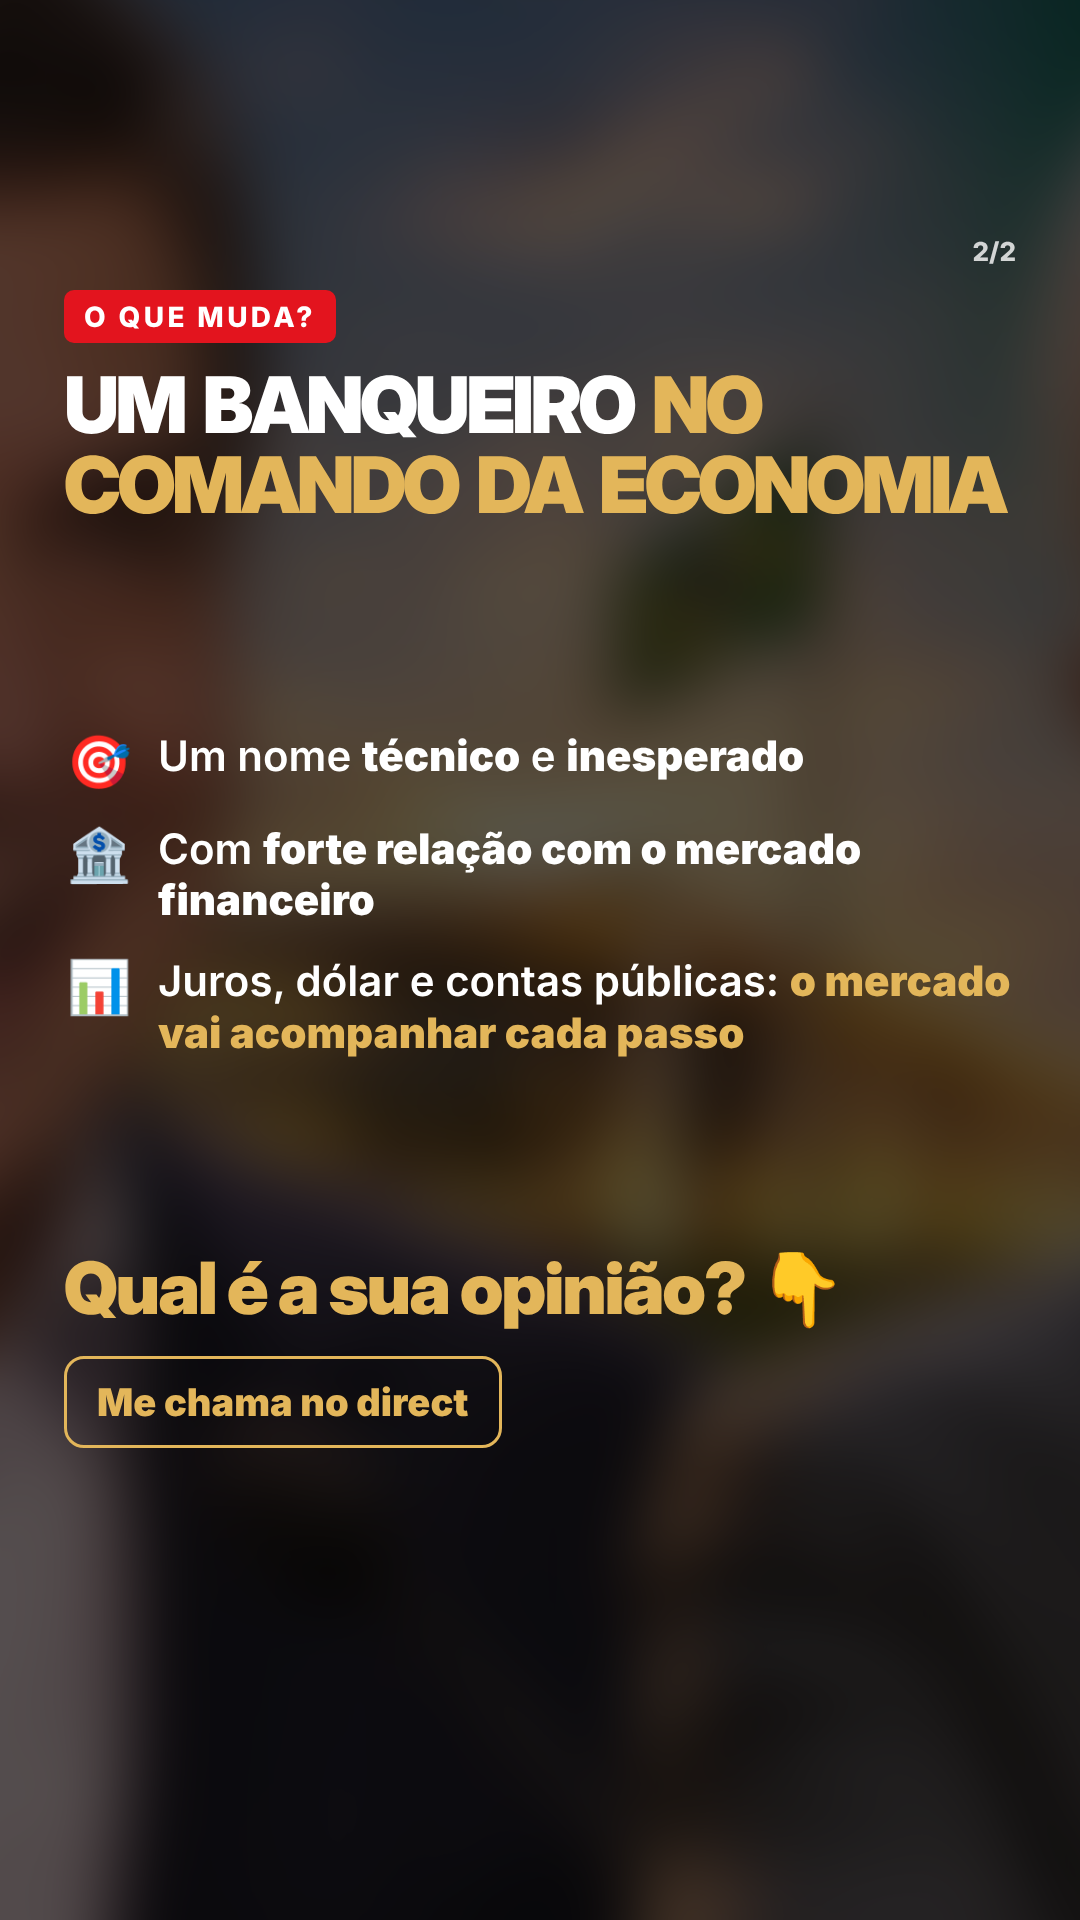 2/2
O QUE MUDA?
UM BANQUEIRO NO
COMANDO DA ECONOMIA
🎯 Um nome técnico e inesperado
🏦 Com forte relação com o mercado
financeiro
📊 Juros, dólar e contas públicas: o mercado
vai acompanhar cada passo
Qual é a sua opinião? 👇
Me chama no direct